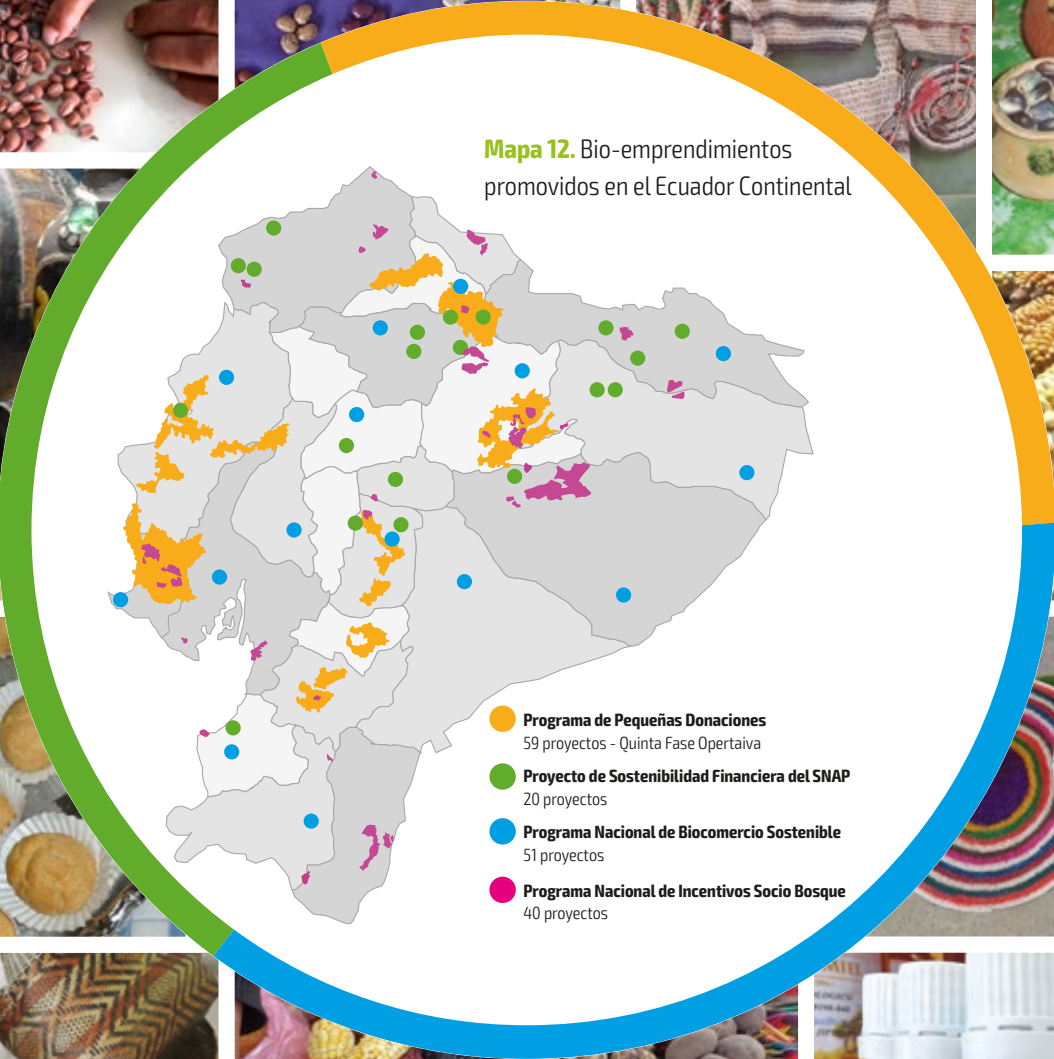 Mapa 12. Bio-emprendimientos
promovidos en el Ecuador Continental
Programa de Pequeñas Donaciones
59 proyectos - Quinta Fase Opertaiva
Proyecto de Sostenibilidad Financiera del SNAP
20 proyectos
Programa Nacional de Biocomercio Sostenible
51 proyectos
Programa Nacional de Incentivos Socio Bosque
40 proyectos
MIEL